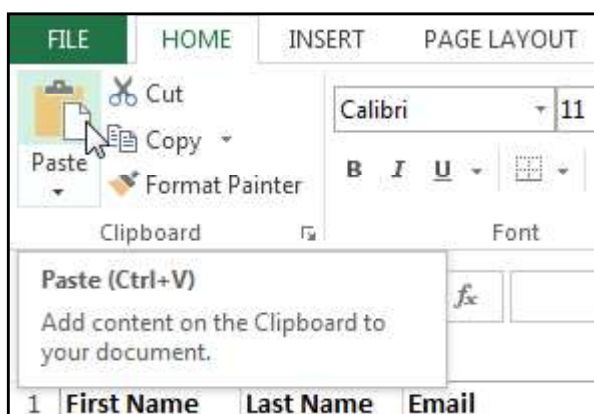 FILE HOME INSERT PAGE LAYOUT
Cut
Copy
Format Painter
Paste
Clipboard
Calibri 11
B I U
Font
Paste (Ctrl+V)
Add content on the Clipboard to
your document.
fx
1 First Name Last Name Email